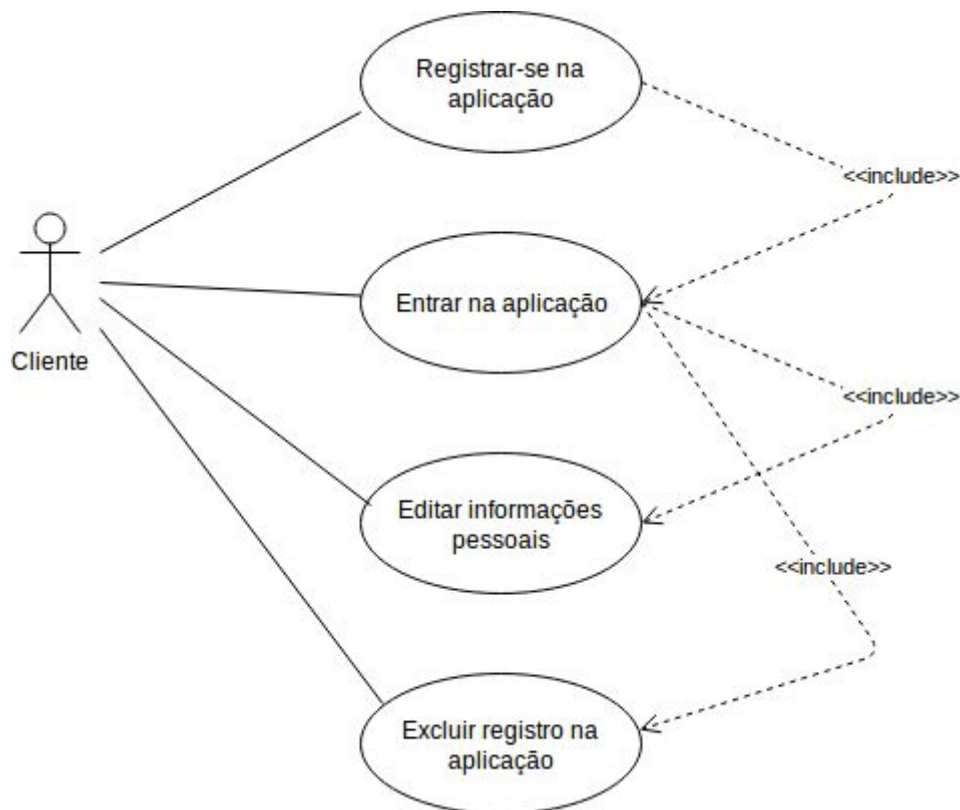 Registrar-se na
aplicação
<<include>>
Cliente
Entrar na aplicação
<<include>>
Editar informações
pessoais
<<include>>
Excluir registro na
aplicação